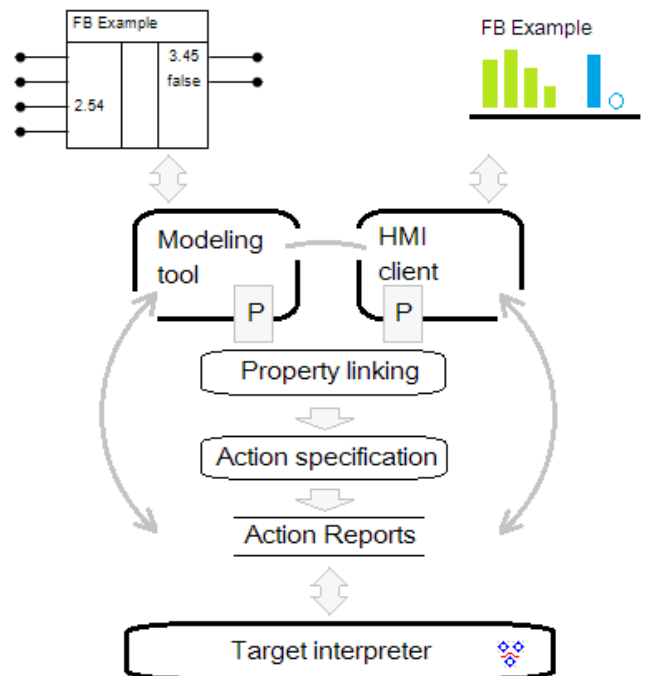 FB Example
3.45
false
2.54
FB Example
Modeling
tool
HMI
client
P
P
Property linking
Action specification
Action Reports
Target interpreter